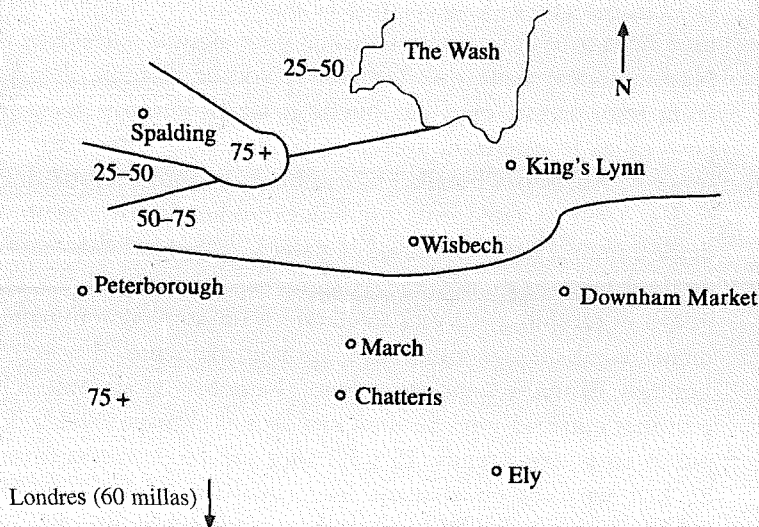 The Wash
25–50
N
Spalding
75 +
25–50
King's Lynn
50–75
Wisbech
Peterborough
Downham Market
March
75 +
Chatteris
Ely
Londres (60 millas)